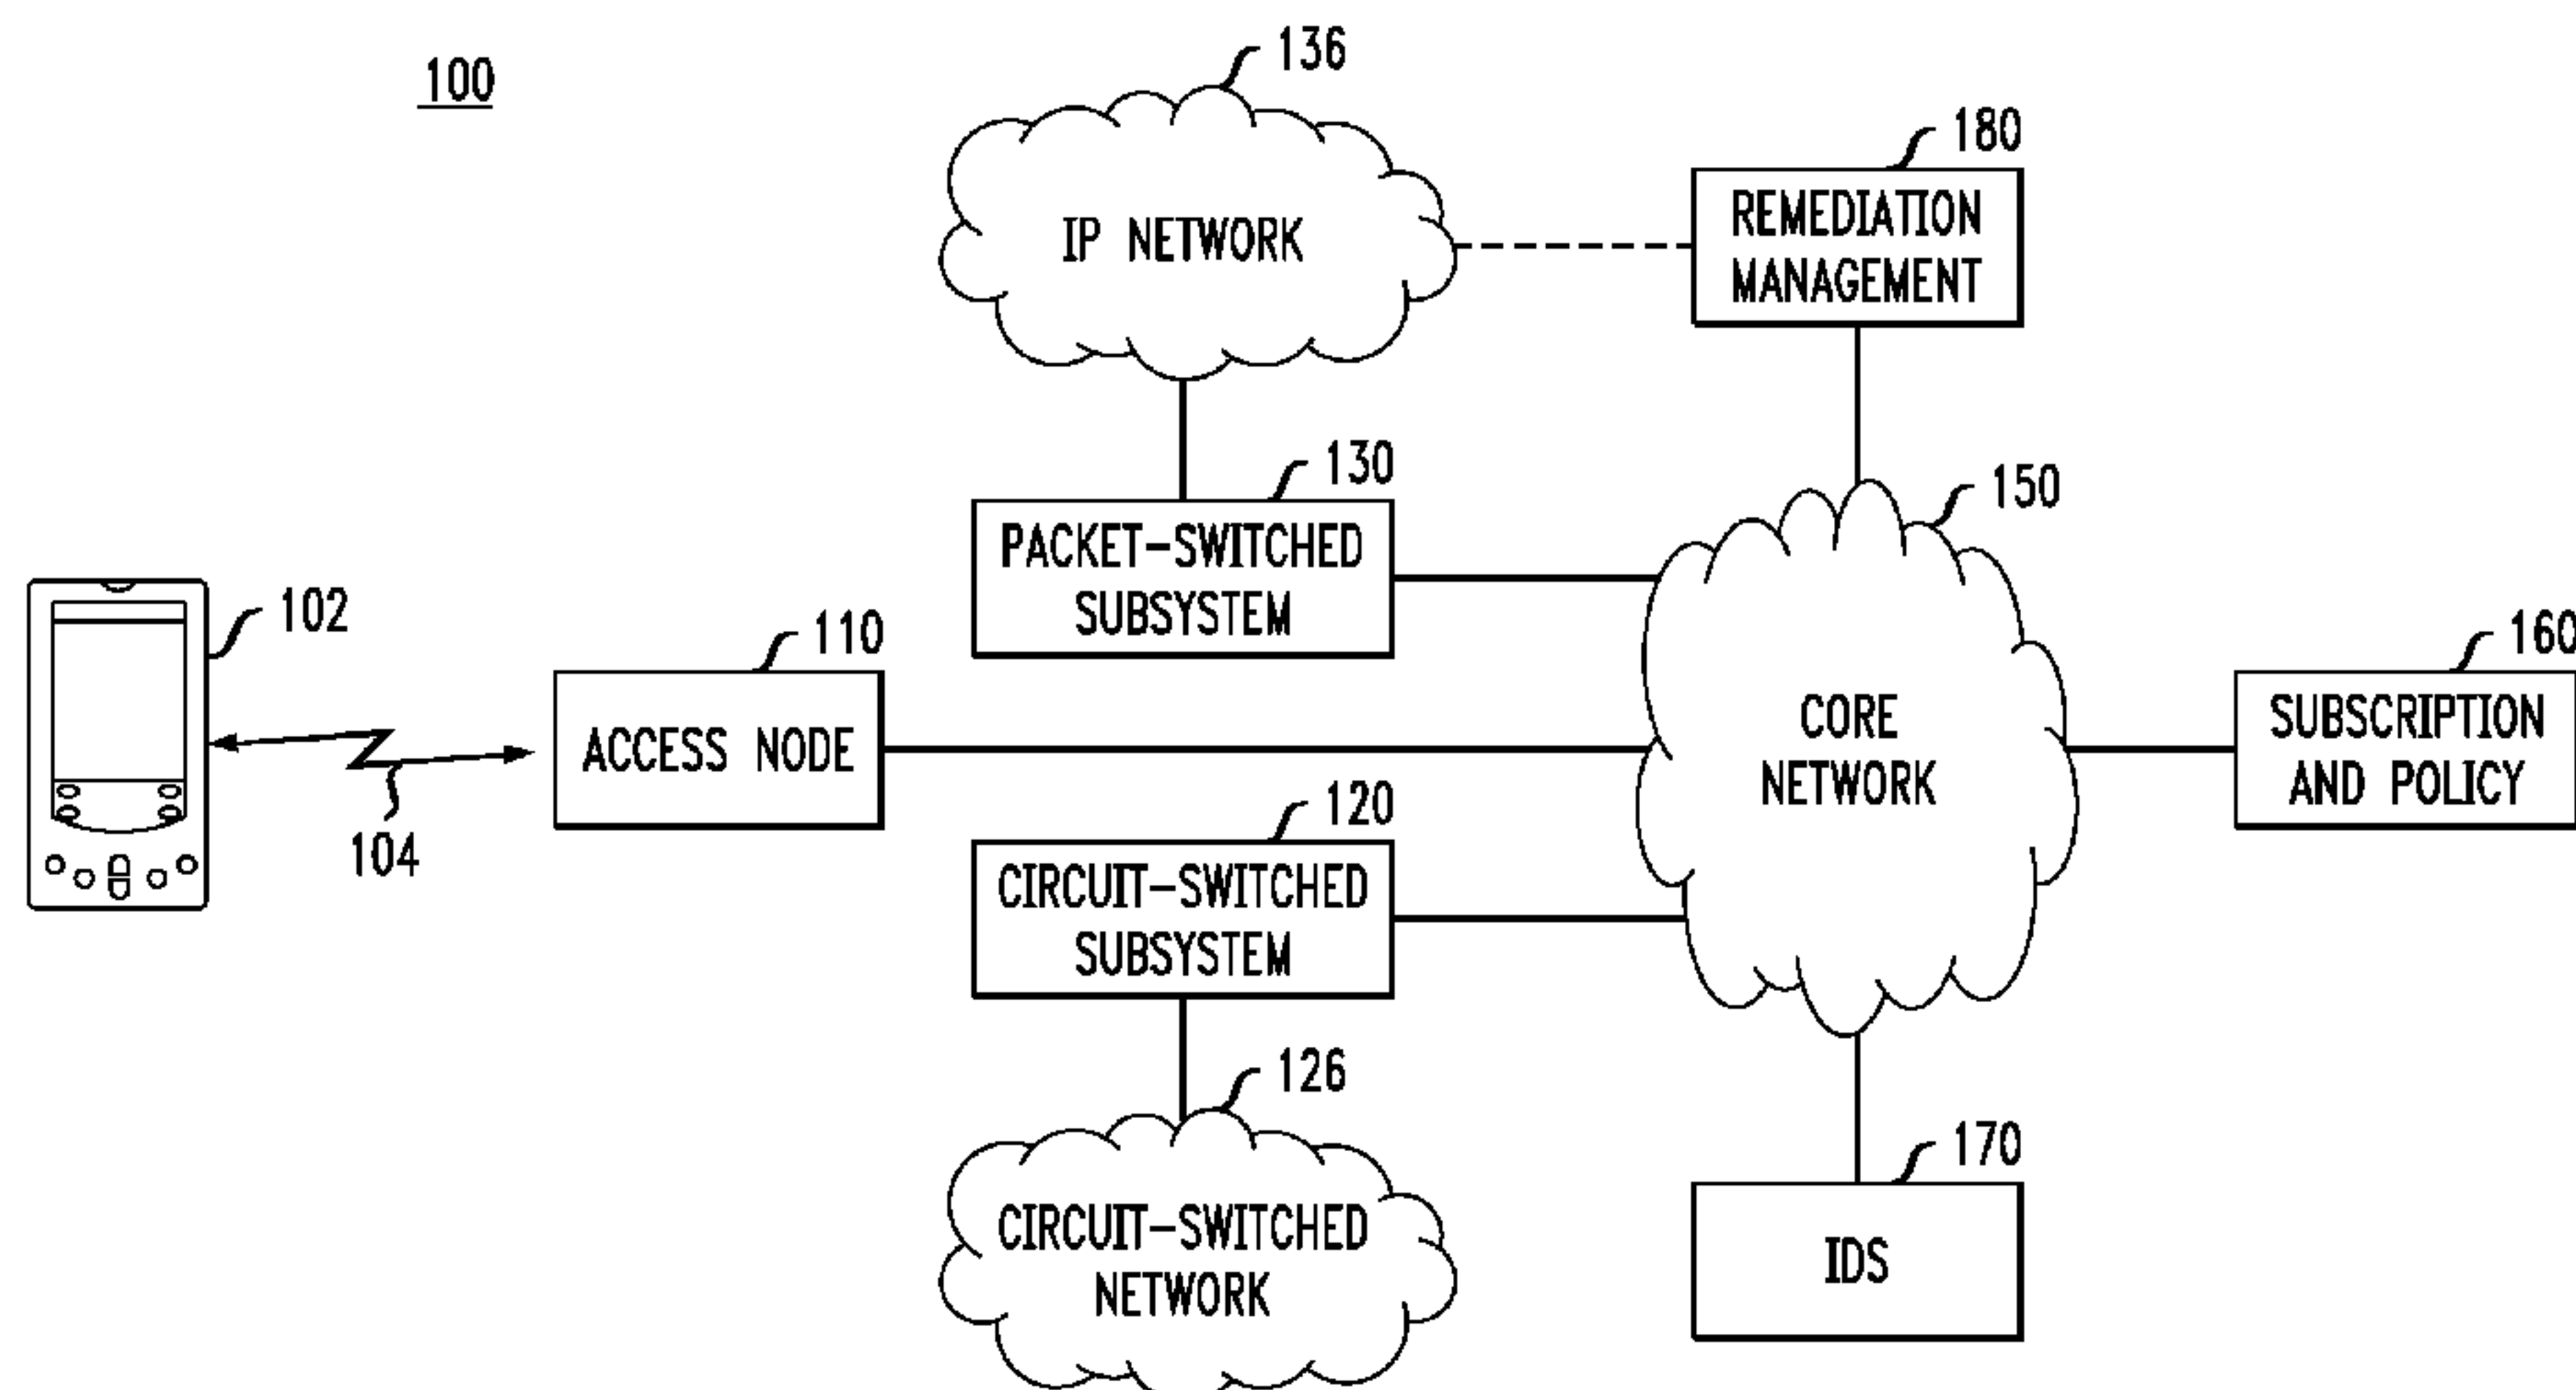 100
136
IP NETWORK
180
REMEDIATION
MANAGEMENT
130
PACKET-SWITCHED
SUBSYSTEM
150
CORE
NETWORK
102
104
110
ACCESS NODE
160
SUBSCRIPTION
AND POLICY
120
CIRCUIT-SWITCHED
SUBSYSTEM
126
CIRCUIT-SWITCHED
NETWORK
170
IDS